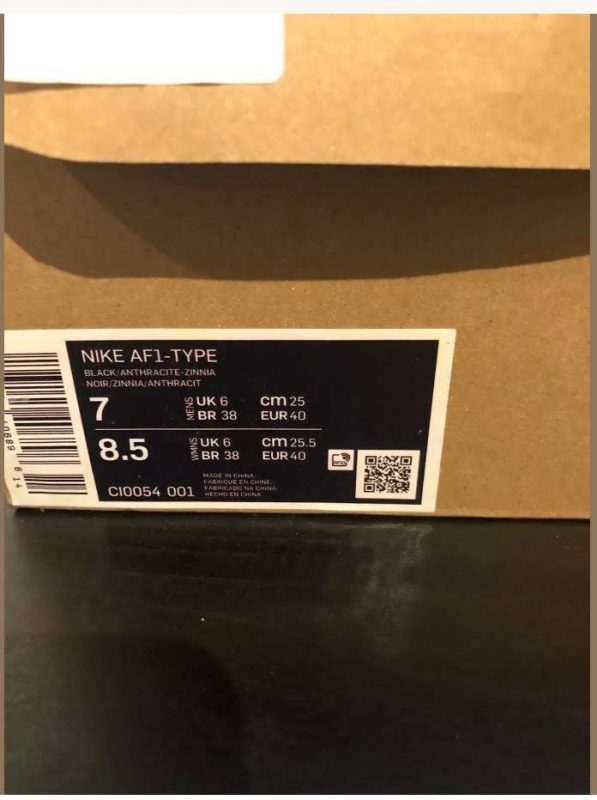 NIKE AF1-TYPE
BLACK/ANTHRACITE-ZINNIA
NOIR/ZINNIA/ANTHRACIT
7 MENS UK 6 cm 25
BR 38 EUR 40
8.5 WMNS UK 6 cm 25.5
BR 38 EUR 40
MADE IN CHINA
FABRIQUE EN CHINE
FABRICADO NA CHINA
HECHO EN CHINA
CI0054 001